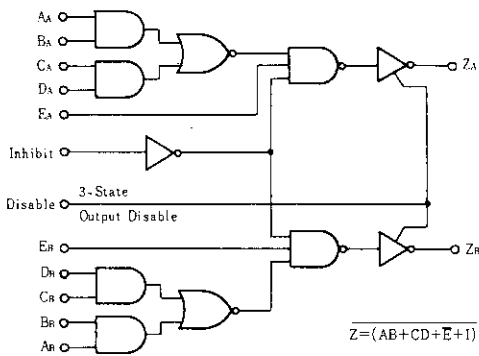 AA
BA
CA
DA
EA
Inhibit
Disable
3-State
Output Disable
EB
DB
CB
BB
AB
ZA
ZB
Z=(AB+CD+E+I)